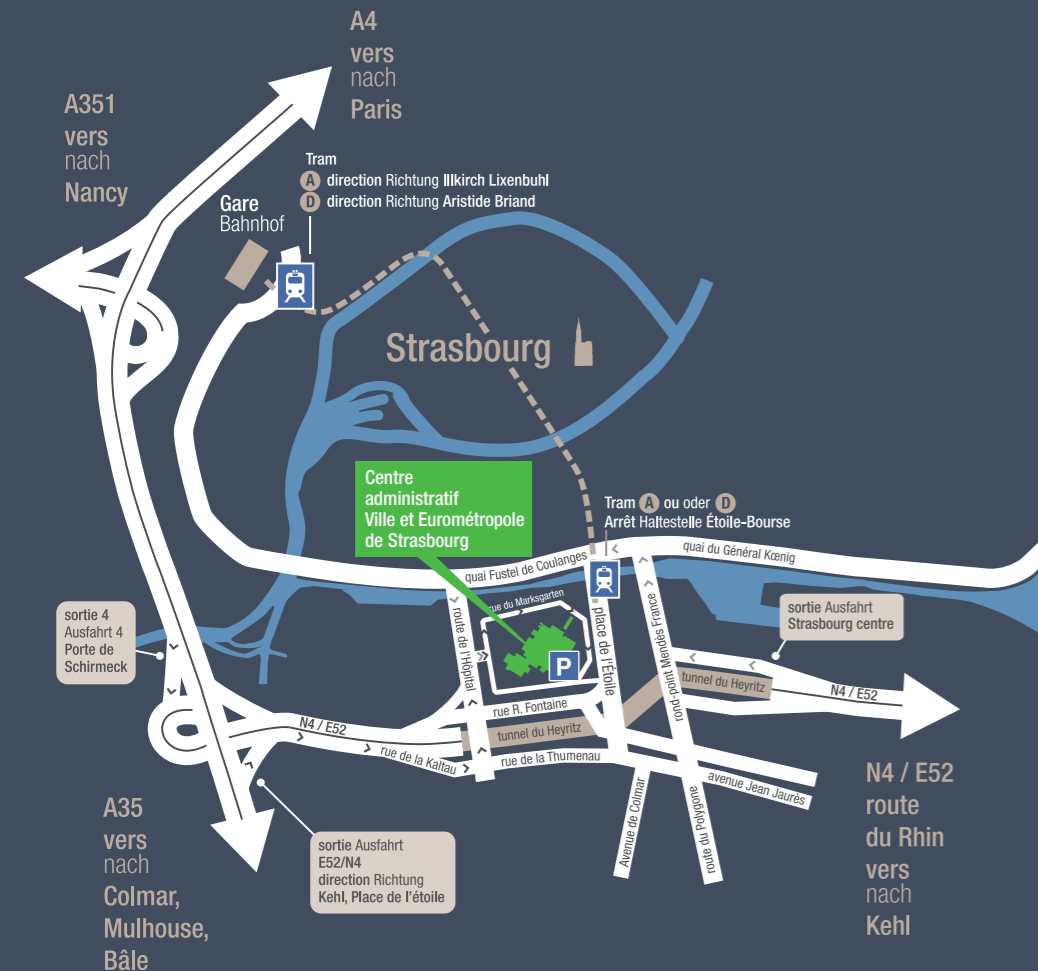 A4
vers
nach
Paris
A351
vers
nach
Nancy
Tram
A direction Richtung Illkirch Lixenbuhl
D direction Richtung Aristide Briand
Gare
Bahnhof
Strasbourg
Centre
administratif
Ville et Eurométropole
de Strasbourg
Tram A ou oder D
Arrêt Haltestelle Étoile-Bourse
quai Fustel de Coulanges
quai du Général Kœnig
rue du Marksgarten
route de l'Hôpital
place de l'Étoile
rond-point Mendès France
P
sortie Ausfahrt
Strasbourg centre
sortie 4
Ausfahrt 4
Porte de
Schirmeck
tunnel du Heyritz
N4 / E52
rue R. Fontaine
N4 / E52
tunnel du Heyritz
rue de la Kaltau
rue de la Thumenau
avenue Jean Jaurès
Avenue de Colmar
route du Polygone
A35
vers
nach
Colmar,
Mulhouse,
Bâle
sortie Ausfahrt
E52/N4
direction Richtung
Kehl, Place de l'étoile
N4 / E52
route
du Rhin
vers
nach
Kehl